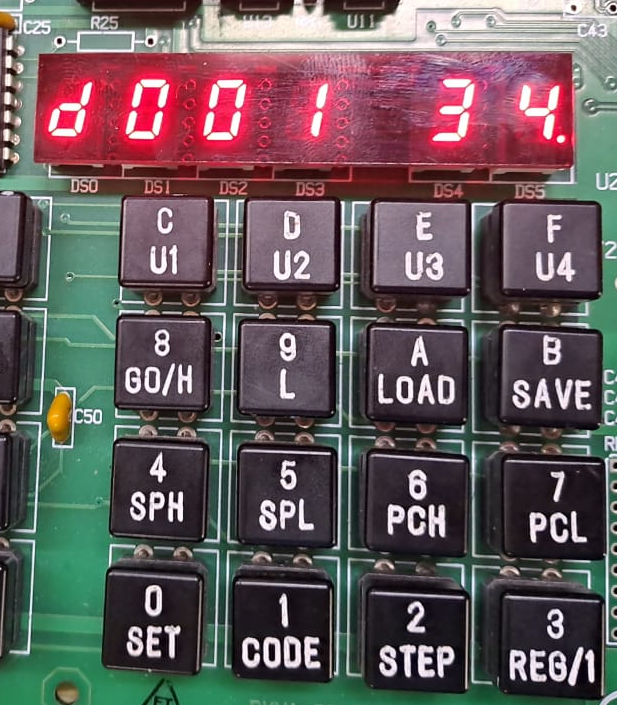 C25 R25 U11 C43
d001 34.
DS0 DS1 DS2 DS3 DS4 DS5
C D E F
U1 U2 U3 U4
8 9 A B
GO/H L LOAD SAVE
C50
4 5 6 7
SPH SPL PCH PCL
0 1 2 3
SET CODE STEP REG/1